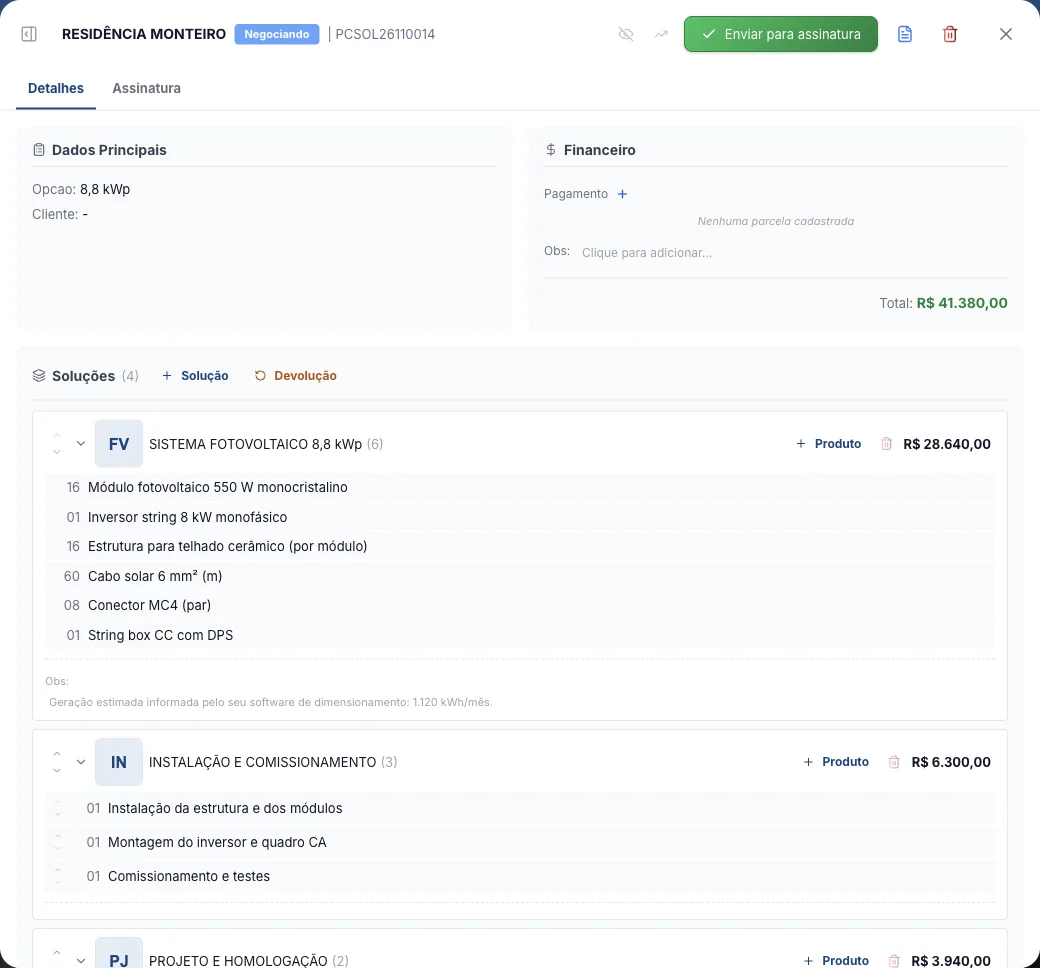 RESIDÊNCIA MONTEIRO Negociando | PCSOL26110014 Enviar para assinatura
Detalhes Assinatura
Dados Principais
Opcao: 8,8 kWp
Cliente: -
Financeiro
Pagamento +
Nenhuma parcela cadastrada
Obs: Clique para adicionar...
Total: R$ 41.380,00
Soluções (4) + Solução Devolução
FV SISTEMA FOTOVOLTAICO 8,8 kWp (6) + Produto R$ 28.640,00
16 Módulo fotovoltaico 550 W monocristalino
01 Inversor string 8 kW monofásico
16 Estrutura para telhado cerâmico (por módulo)
60 Cabo solar 6 mm² (m)
08 Conector MC4 (par)
01 String box CC com DPS
Obs:
Geração estimada informada pelo seu software de dimensionamento: 1.120 kWh/mês.
IN INSTALAÇÃO E COMISSIONAMENTO (3) + Produto R$ 6.300,00
01 Instalação da estrutura e dos módulos
01 Montagem do inversor e quadro CA
01 Comissionamento e testes
PJ PROJETO E HOMOLOGAÇÃO (2) + Produto R$ 3.940,00